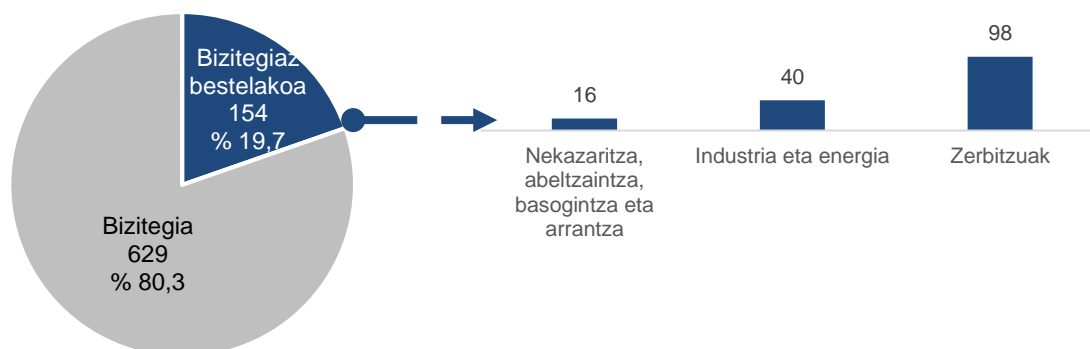 Bizitegiaz
bestelakoa
154
% 19,7
Bizitegia
629
% 80,3
16
40
98
Nekazaritza,
abeltzaintza,
basogintza eta
arrantza
Industria eta energia
Zerbitzuak